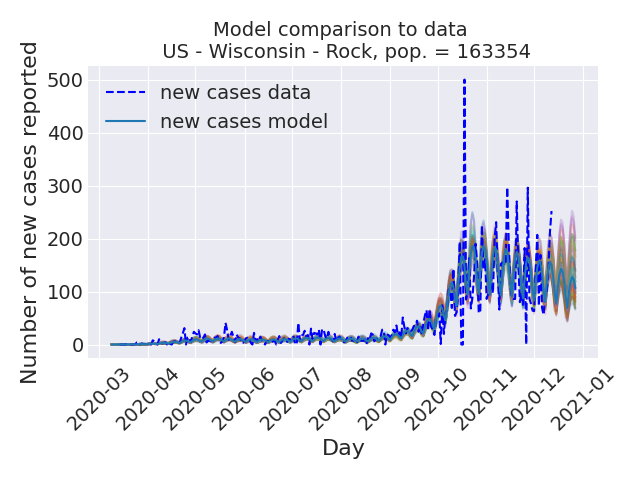 Model comparison to data
US - Wisconsin - Rock, pop. = 163354
Number of new cases reported
500
400
300
200
100
0
new cases data
new cases model
2020-03
2020-04
2020-05
2020-06
2020-07
2020-08
2020-09
2020-10
2020-11
2020-12
2021-01
Day